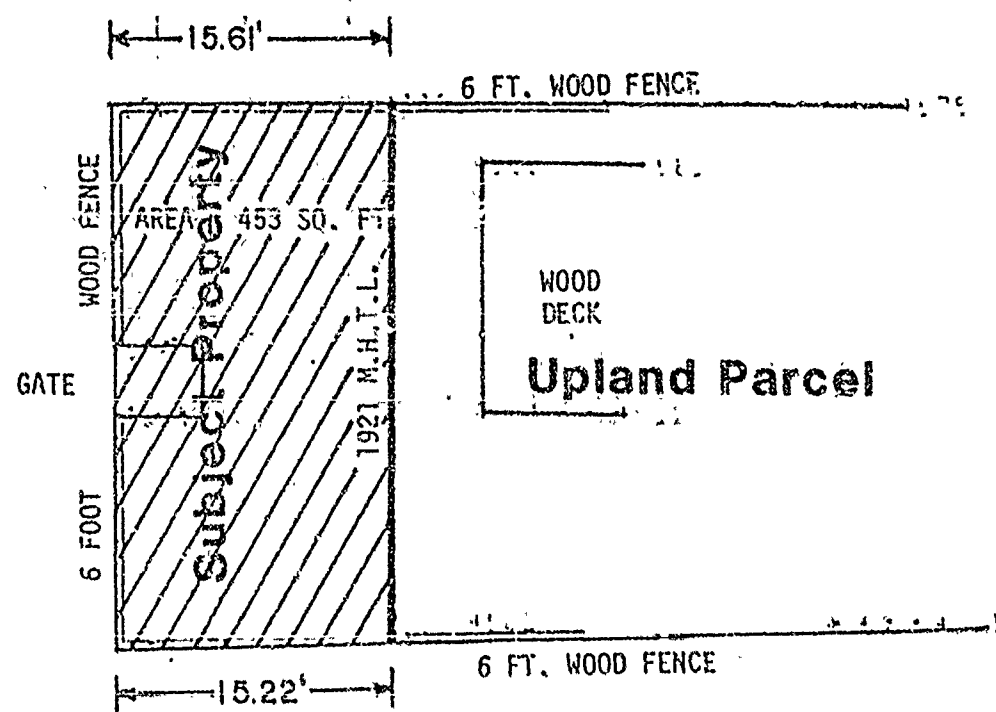 15.61'
6 FT. WOOD FENCE
WOOD FENCE
AREA 453 SQ. FT
Subject Property
1921 M.H.T.L.
WOOD
DECK
Upland Parcel
GATE
6 FOOT
6 FT. WOOD FENCE
15.22'